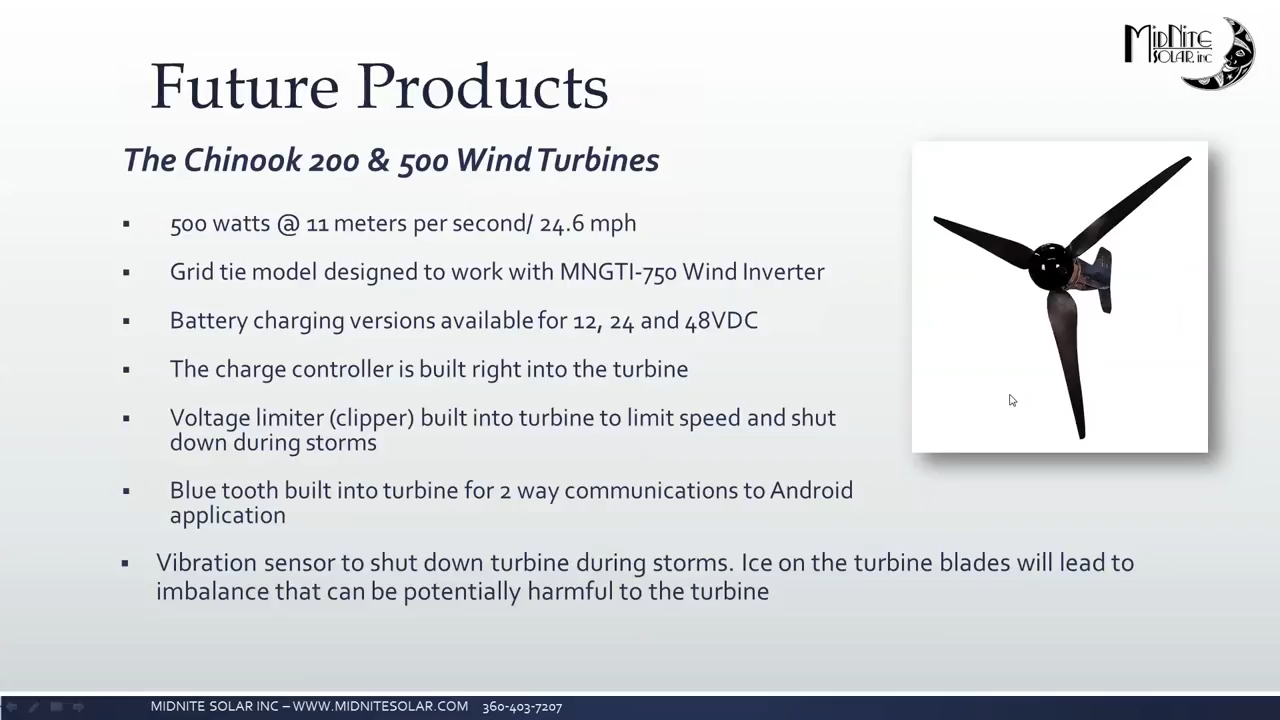 MIDNITE
SOLAR, inc
Future Products
The Chinook 200 & 500 Wind Turbines
500 watts @ 11 meters per second/ 24.6 mph
Grid tie model designed to work with MNGTI-750 Wind Inverter
Battery charging versions available for 12, 24 and 48VDC
The charge controller is built right into the turbine
Voltage limiter (clipper) built into turbine to limit speed and shut
down during storms
Blue tooth built into turbine for 2 way communications to Android
application
Vibration sensor to shut down turbine during storms. Ice on the turbine blades will lead to
imbalance that can be potentially harmful to the turbine
MIDNITE SOLAR INC – WWW.MIDNITESOLAR.COM 360-403-7207